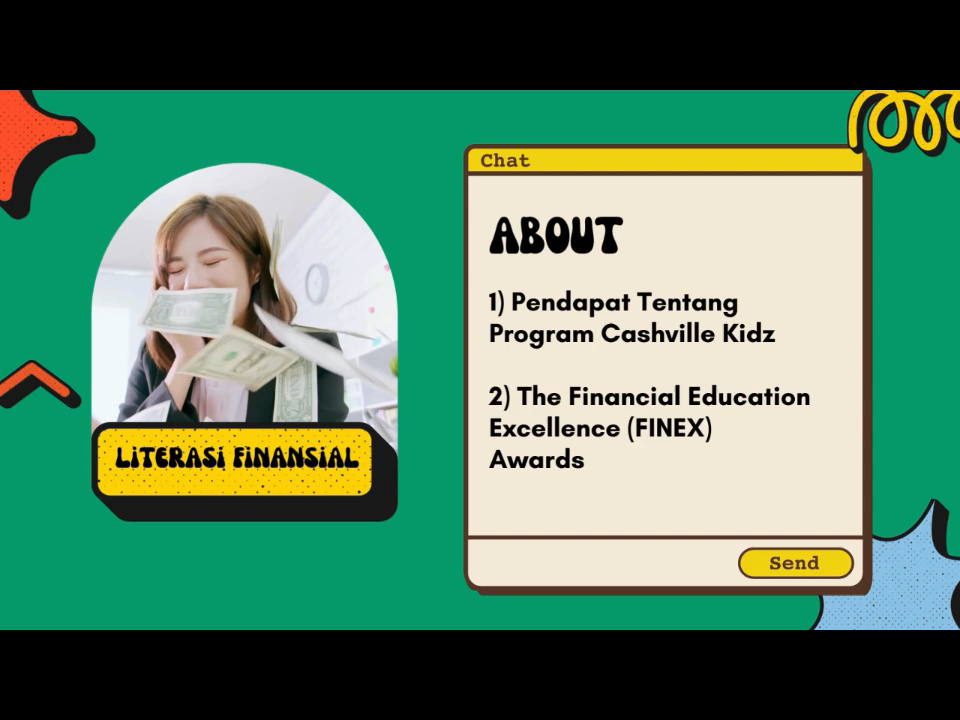 LITERASI FINANSIAL
Chat
ABOUT
1) Pendapat Tentang
Program Cashville Kidz
2) The Financial Education
Excellence (FINEX)
Awards
Send